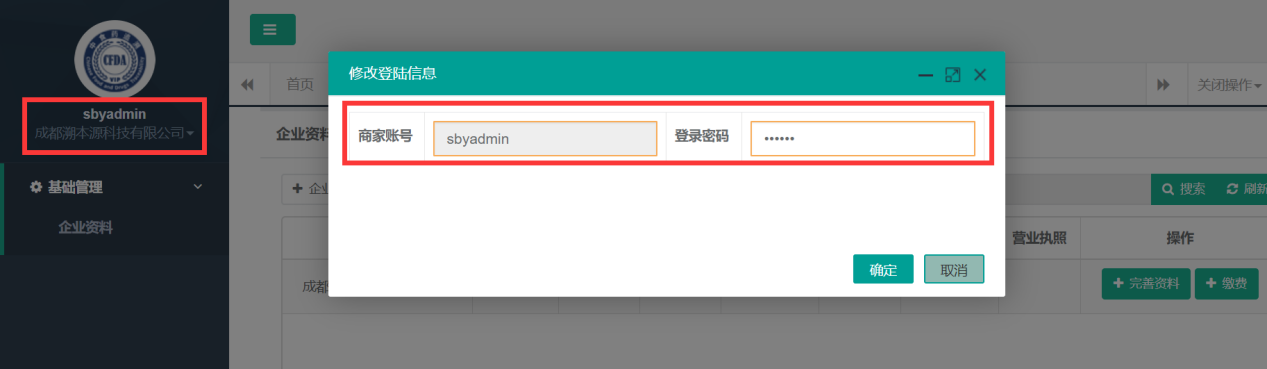 CFDA
sbyadmin
成都溯本源科技有限公司
基础管理
企业资料
首页
关闭操作
修改登陆信息
企业资料
商家账号 sbyadmin 登录密码 ••••••
企业
搜索 刷新
营业执照 操作
确定 取消
成都
完善资料 缴费